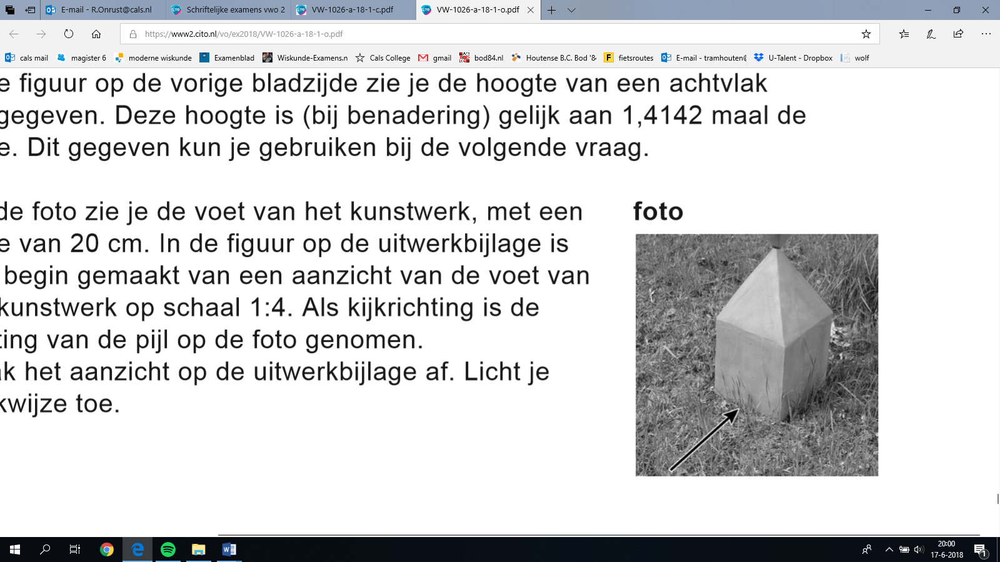 E-mail - R.Onrust@cals.nl
Schriftelijke examens vwo 2
VW-1026-a-18-1-c.pdf
VW-1026-a-18-1-o.pdf
https://www2.cito.nl/vo/ex2018/VW-1026-a-18-1-o.pdf
cals mail
magister 6
moderne wiskunde
Examenblad
Wiskunde-Examens.n
Cals College
gmail
bod84.nl
Houtense B.C. Bod '84
fietsroutes
E-mail - tramhouten@
U-Talent - Dropbox
wolf
e figuur op de vorige bladzijde zie je de hoogte van een achtvlak
gegeven. Deze hoogte is (bij benadering) gelijk aan 1,4142 maal de
e. Dit gegeven kun je gebruiken bij de volgende vraag.
de foto zie je de voet van het kunstwerk, met een
e van 20 cm. In de figuur op de uitwerkbijlage is
begin gemaakt van een aanzicht van de voet van
kunstwerk op schaal 1:4. Als kijkrichting is de
ting van de pijl op de foto genomen.
ak het aanzicht op de uitwerkbijlage af. Licht je
kwijze toe.
foto
20:00
17-6-2018
1